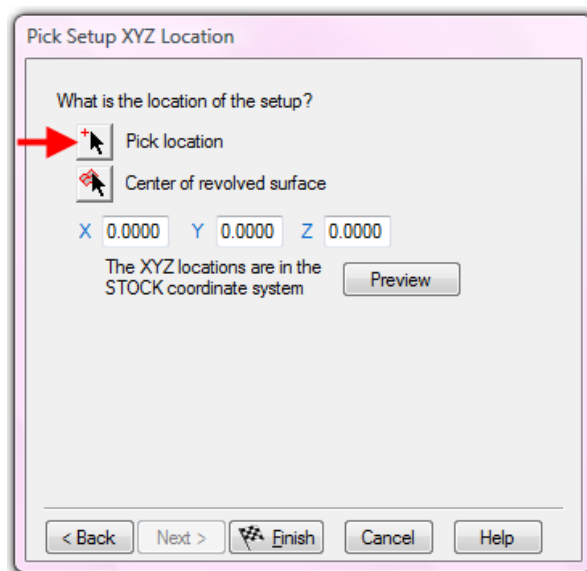 Pick Setup XYZ Location
What is the location of the setup?
Pick location
Center of revolved surface
X 0.0000 Y 0.0000 Z 0.0000
The XYZ locations are in the
STOCK coordinate system
Preview
< Back Next > Finish Cancel Help